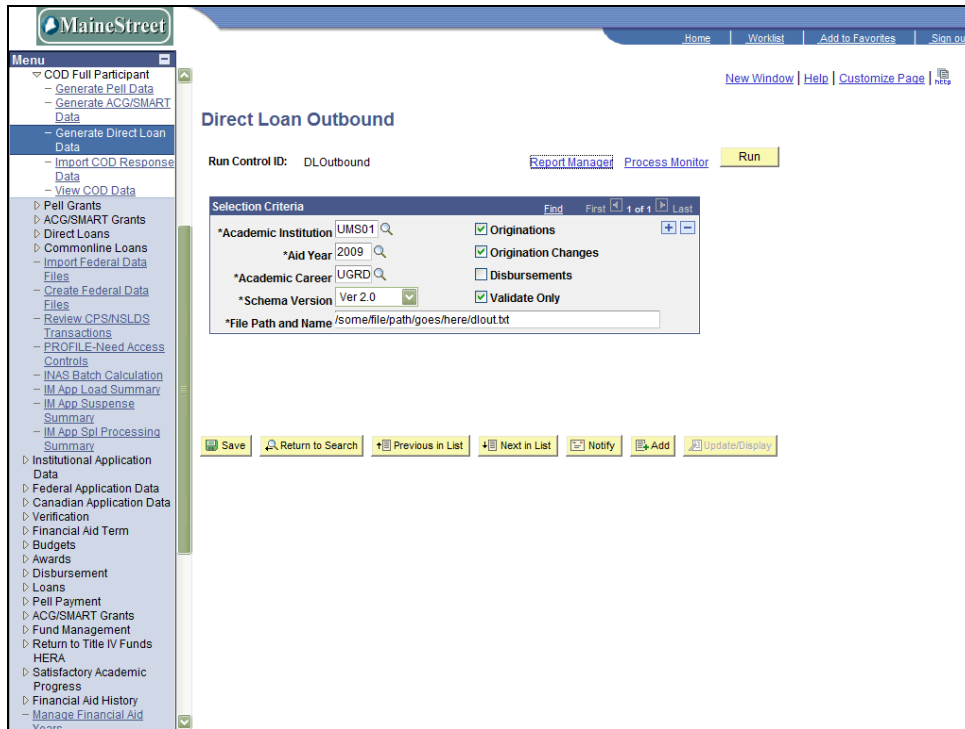 MaineStreet
Home Worklist Add to Favorites Sign ou
Menu
COD Full Participant
Generate Pell Data
Generate ACG/SMART
Data
Generate Direct Loan
Data
Import COD Response
Data
View COD Data
Pell Grants
ACG/SMART Grants
Direct Loans
Commonline Loans
Import Federal Data
Files
Create Federal Data
Files
Review CPS/NSLDS
Transactions
PROFILE-Need Access
Controls
INAS Batch Calculation
IM App Load Summary
IM App Suspense
Summary
IM App Spl Processing
Summary
Institutional Application
Data
Federal Application Data
Canadian Application Data
Verification
Financial Aid Term
Budgets
Awards
Disbursement
Loans
Pell Payment
ACG/SMART Grants
Fund Management
Return to Title IV Funds
HERA
Satisfactory Academic
Progress
Financial Aid History
Manage Financial Aid
Years
New Window | Help | Customize Page | http
Direct Loan Outbound
Run Control ID: DLOutbound Report Manager Process Monitor Run
Selection Criteria Find First 1 of 1 Last
*Academic Institution UMS01 Originations
*Aid Year 2009 Origination Changes
*Academic Career UGRD Disbursements
*Schema Version Ver 2.0 Validate Only
*File Path and Name /some/file/path/goes/here/dlout.txt
Save Return to Search Previous in List Next in List Notify Add Update/Display